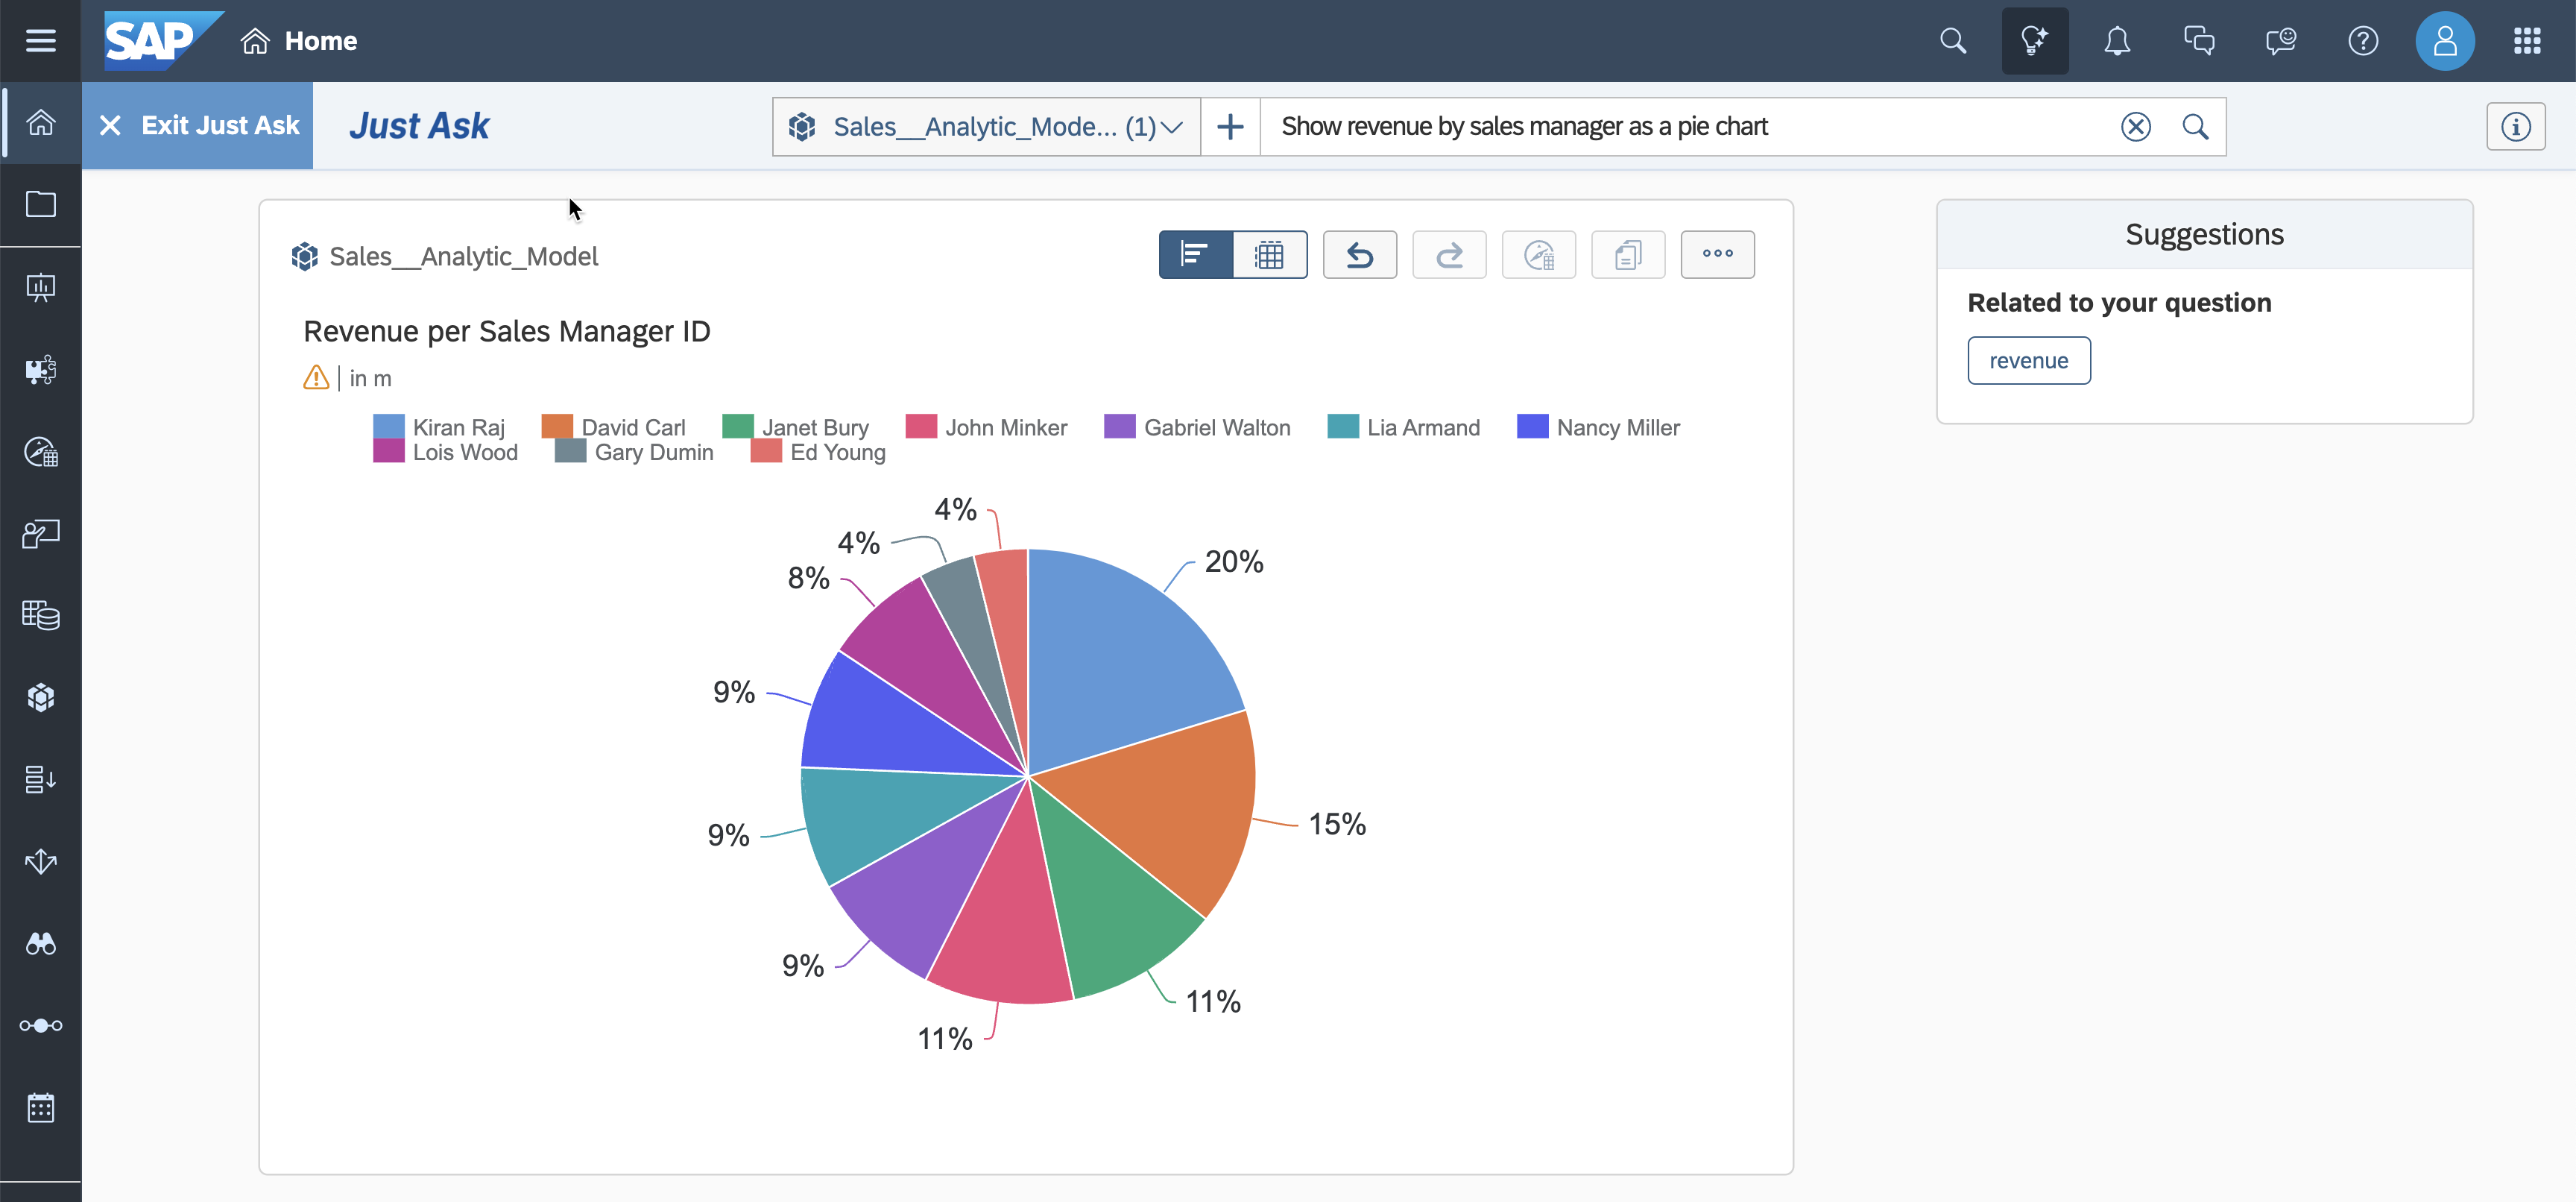 SAP Home
Exit Just Ask
Just Ask
Sales__Analytic_Mode... (1)
Show revenue by sales manager as a pie chart
Sales__Analytic_Model
Revenue per Sales Manager ID
in m
Kiran Raj David Carl Janet Bury John Minker Gabriel Walton Lia Armand Nancy Miller
Lois Wood Gary Dumin Ed Young
4%
4%
20%
8%
9%
15%
9%
9%
11%
11%
Suggestions
Related to your question
revenue